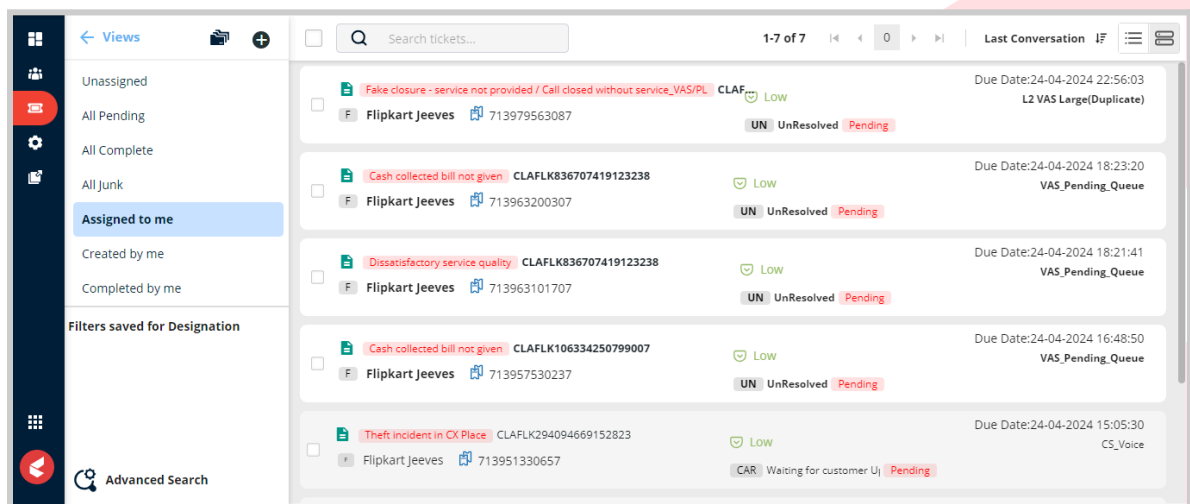 Views
Search tickets...
1-7 of 7
0
Last Conversation
Unassigned
All Pending
All Complete
All Junk
Assigned to me
Created by me
Completed by me
Filters saved for Designation
Advanced Search
Fake closure - service not provided / Call closed without service_VAS/PL CLAF...
Low
Due Date:24-04-2024 22:56:03
L2 VAS Large(Duplicate)
F Flipkart Jeeves 713979563087
UN UnResolved Pending
Cash collected bill not given CLAFLK836707419123238
Low
Due Date:24-04-2024 18:23:20
VAS_Pending_Queue
F Flipkart Jeeves 713963200307
UN UnResolved Pending
Dissatisfactory service quality CLAFLK836707419123238
Low
Due Date:24-04-2024 18:21:41
VAS_Pending_Queue
F Flipkart Jeeves 713963101707
UN UnResolved Pending
Cash collected bill not given CLAFLK106334250799007
Low
Due Date:24-04-2024 16:48:50
VAS_Pending_Queue
F Flipkart Jeeves 713957530237
UN UnResolved Pending
Theft incident in CX Place CLAFLK294094669152823
Low
Due Date:24-04-2024 15:05:30
CS_Voice
F Flipkart Jeeves 713951330657
CAR Waiting for customer Up Pending